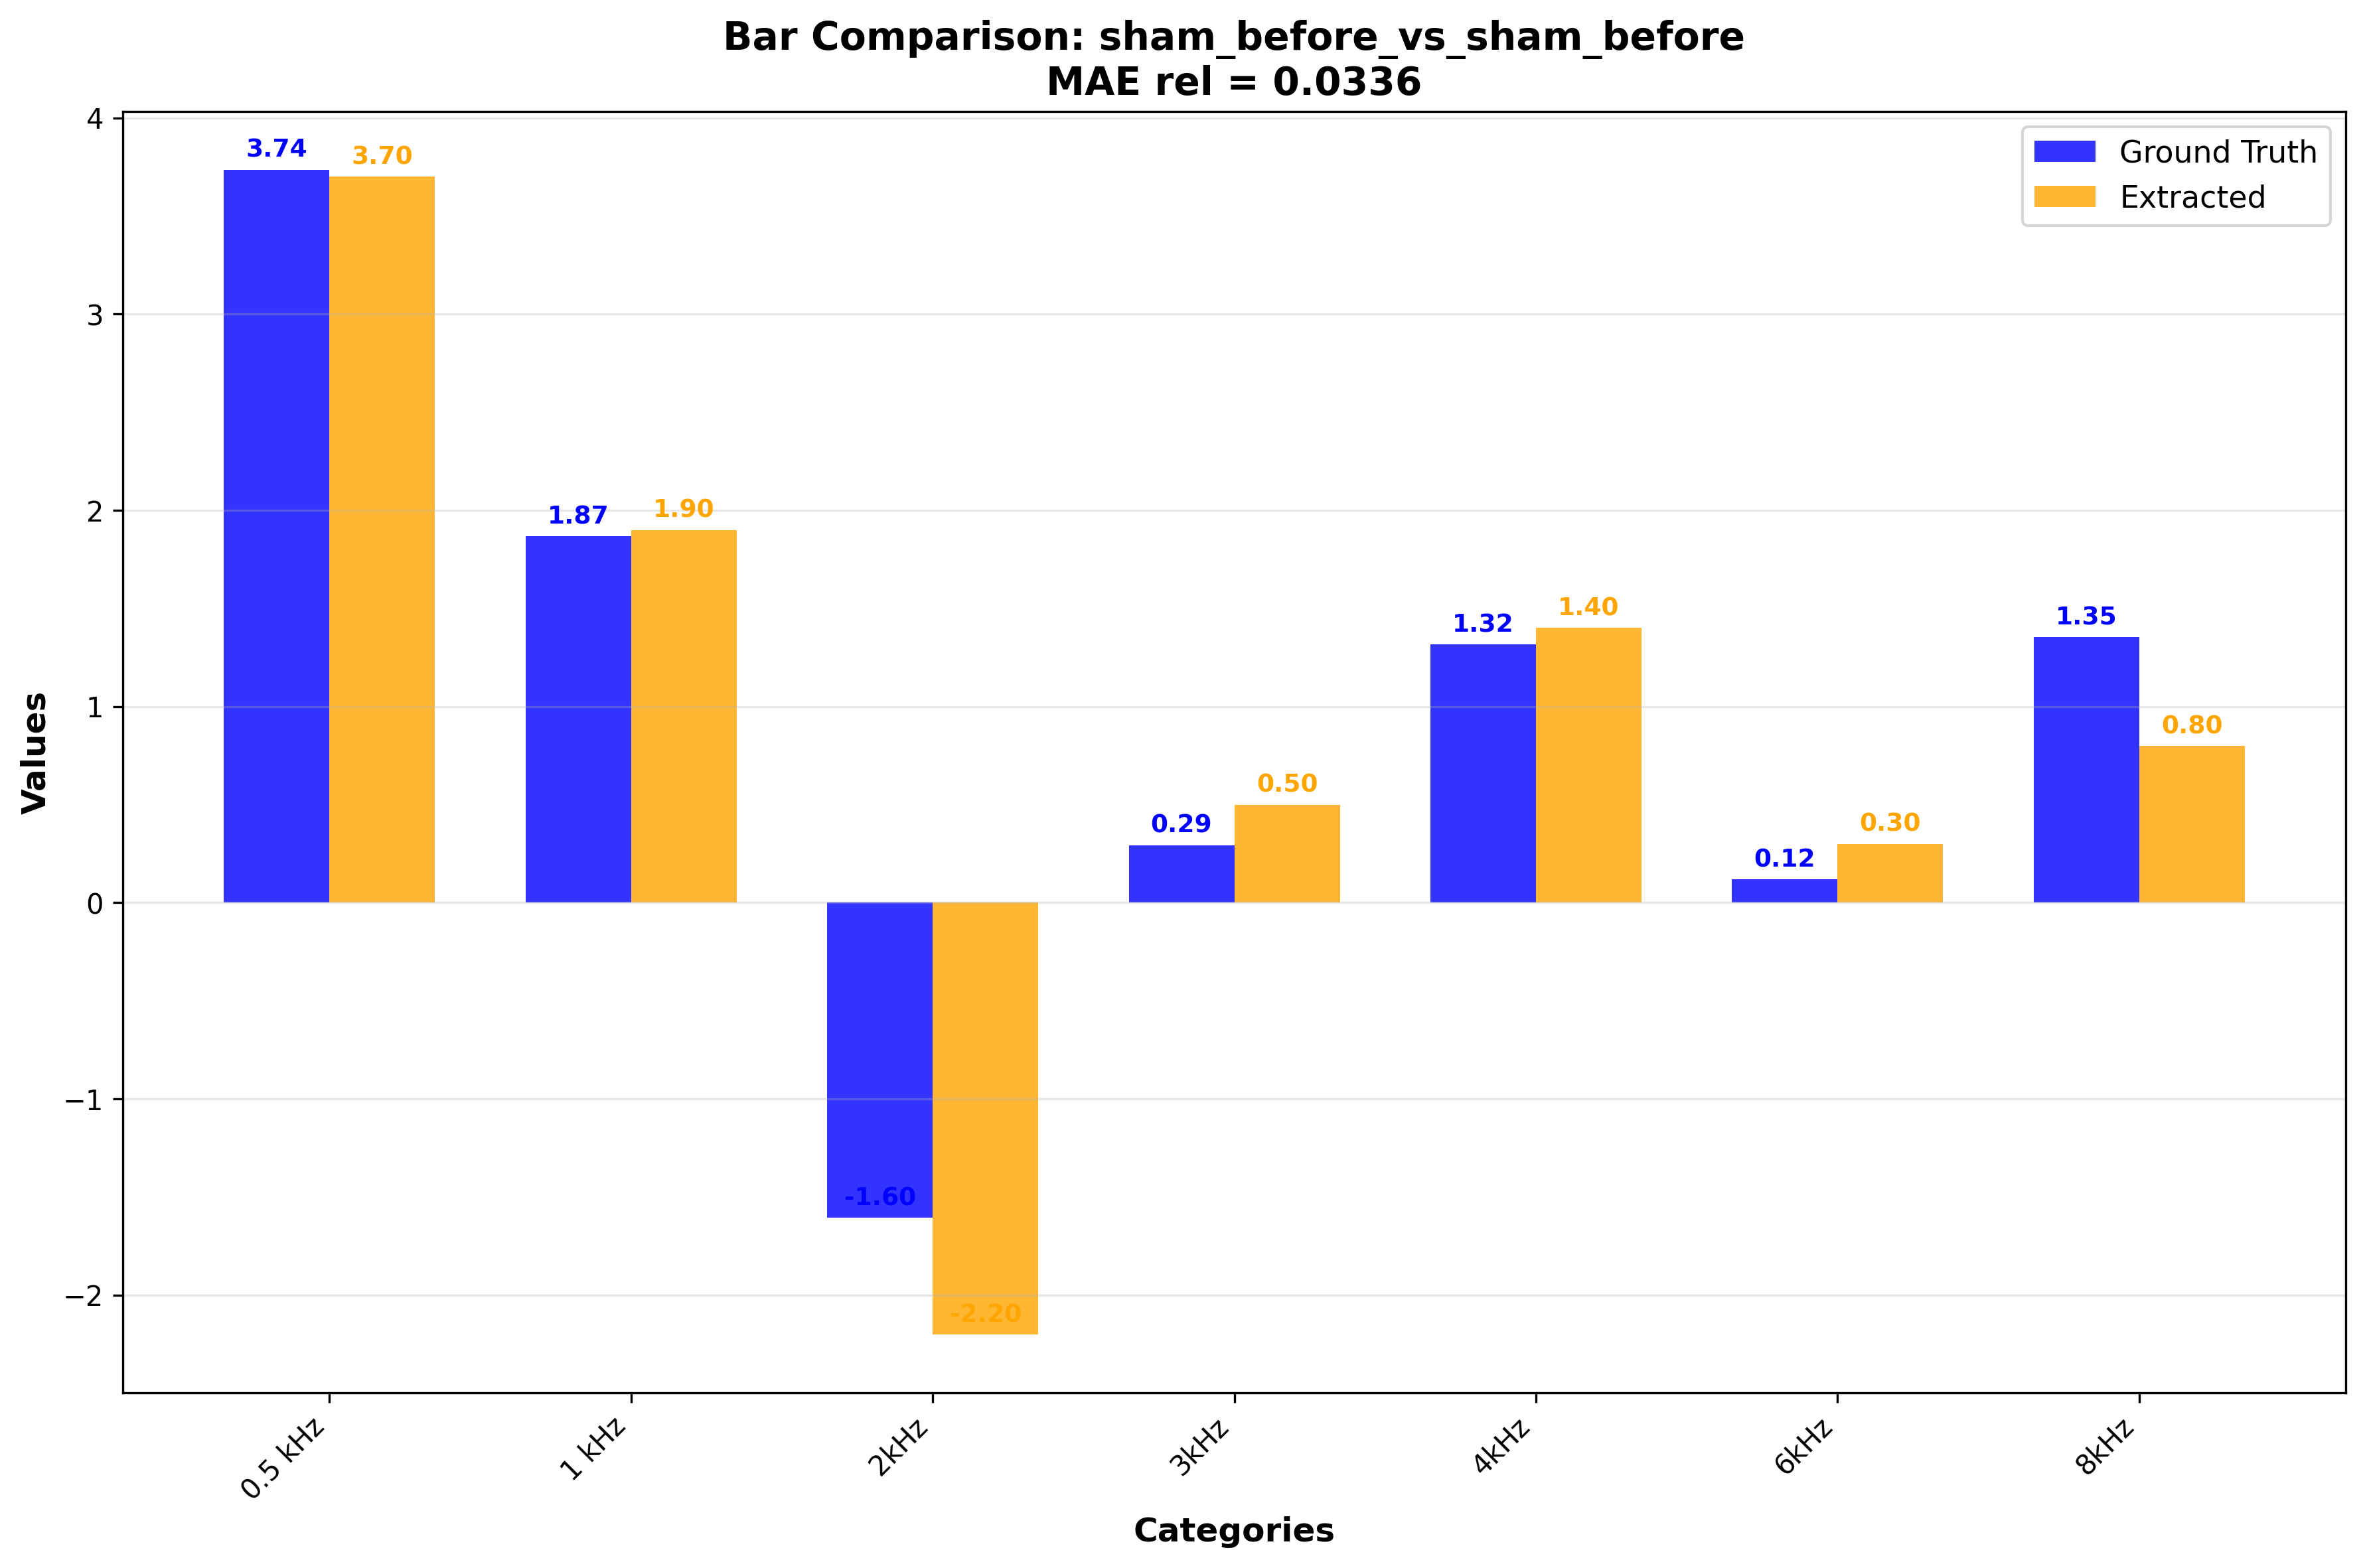 Bar Comparison: sham_before_vs_sham_before
MAE rel = 0.0336
Ground Truth
Extracted
Values
4
3
2
1
0
−1
−2
3.74
3.70
1.87
1.90
-1.60
-2.20
0.29
0.50
1.32
1.40
0.12
0.30
1.35
0.80
0.5 kHz
1 kHz
2kHz
3kHz
4kHz
6kHz
8kHz
Categories